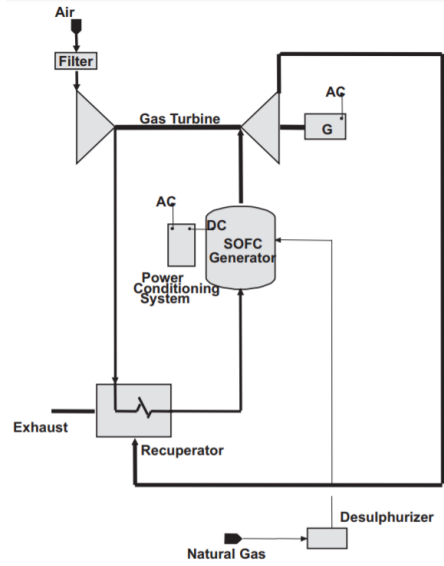 Air
Filter
Gas Turbine
AC
G
AC
DC
SOFC
Generator
Power
Conditioning
System
Exhaust
Recuperator
Desulphurizer
Natural Gas